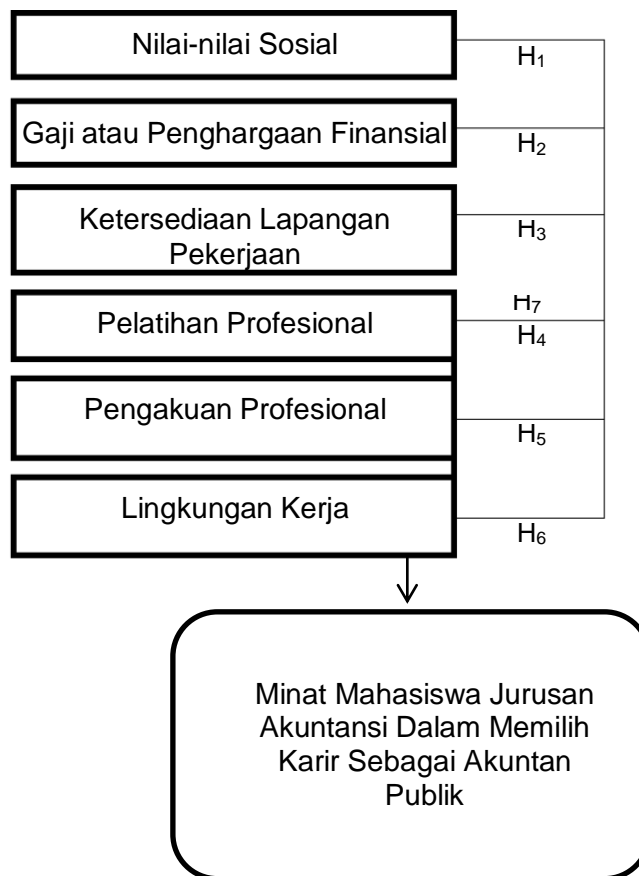 Nilai-nilai Sosial
H₁
Gaji atau Penghargaan Finansial
H₂
Ketersediaan Lapangan
Pekerjaan
H₃
H₇
Pelatihan Profesional
H₄
Pengakuan Profesional
H₅
Lingkungan Kerja
H₆
Minat Mahasiswa Jurusan
Akuntansi Dalam Memilih
Karir Sebagai Akuntan
Publik